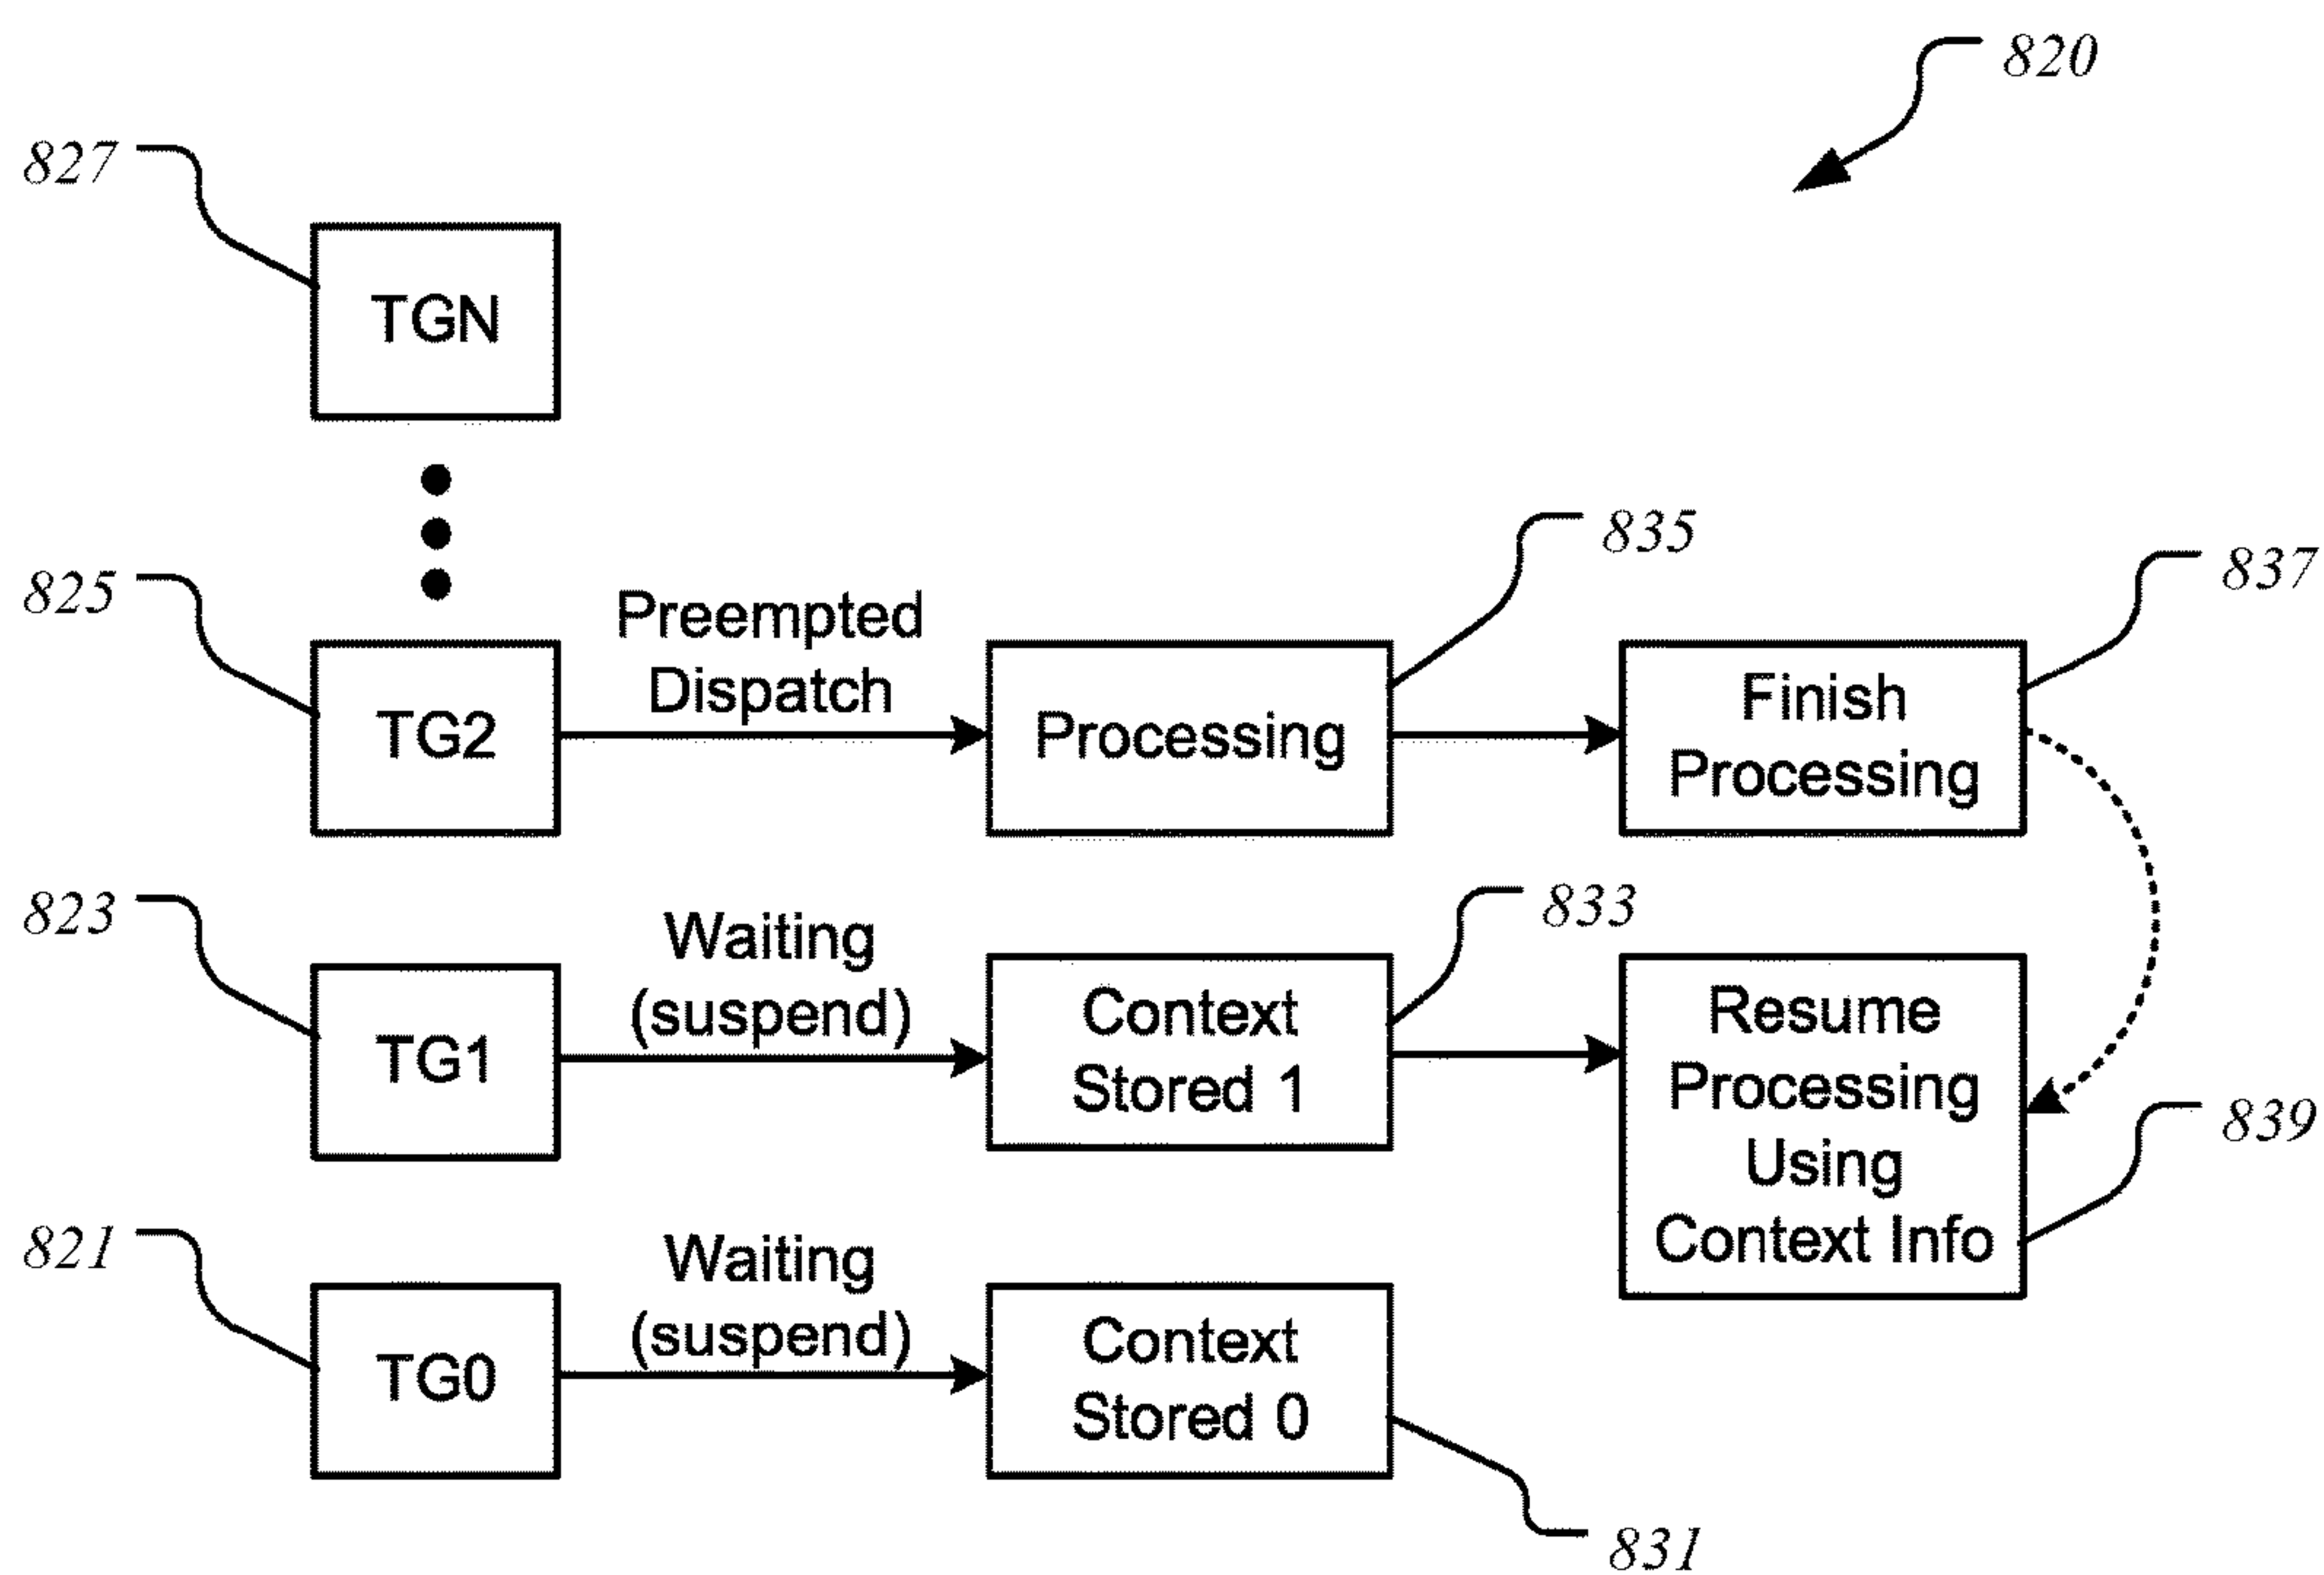 820
827
TGN
835
837
825
Preempted
Dispatch
TG2
Processing
Finish
Processing
823
Waiting
(suspend)
833
TG1
Context
Stored 1
Resume
Processing
Using
Context Info
839
821
Waiting
(suspend)
TG0
Context
Stored 0
831